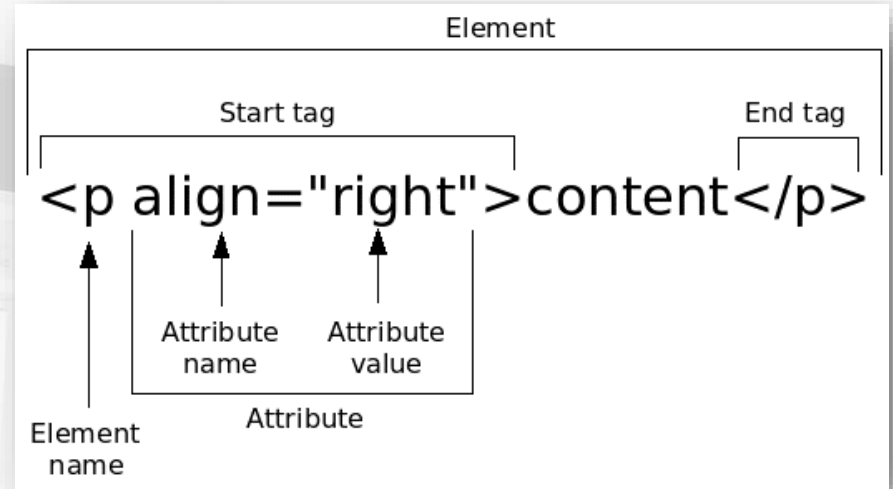 Element
Start tag
End tag
<p align="right">content</p>
Attribute
name
Attribute
value
Attribute
Element
name